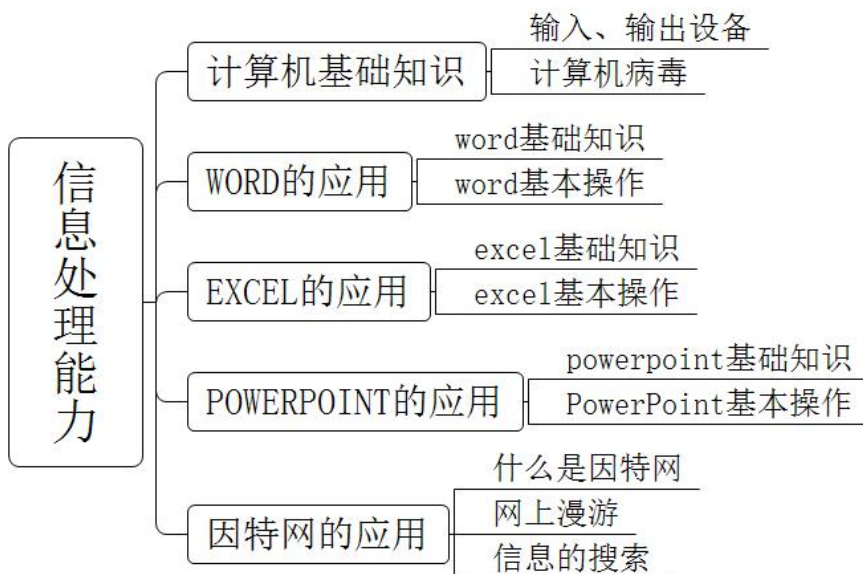 信息处理能力
计算机基础知识
输入、输出设备
计算机病毒
WORD的应用
word基础知识
word基本操作
EXCEL的应用
excel基础知识
excel基本操作
POWERPOINT的应用
powerpoint基础知识
PowerPoint基本操作
因特网的应用
什么是因特网
网上漫游
信息的搜索